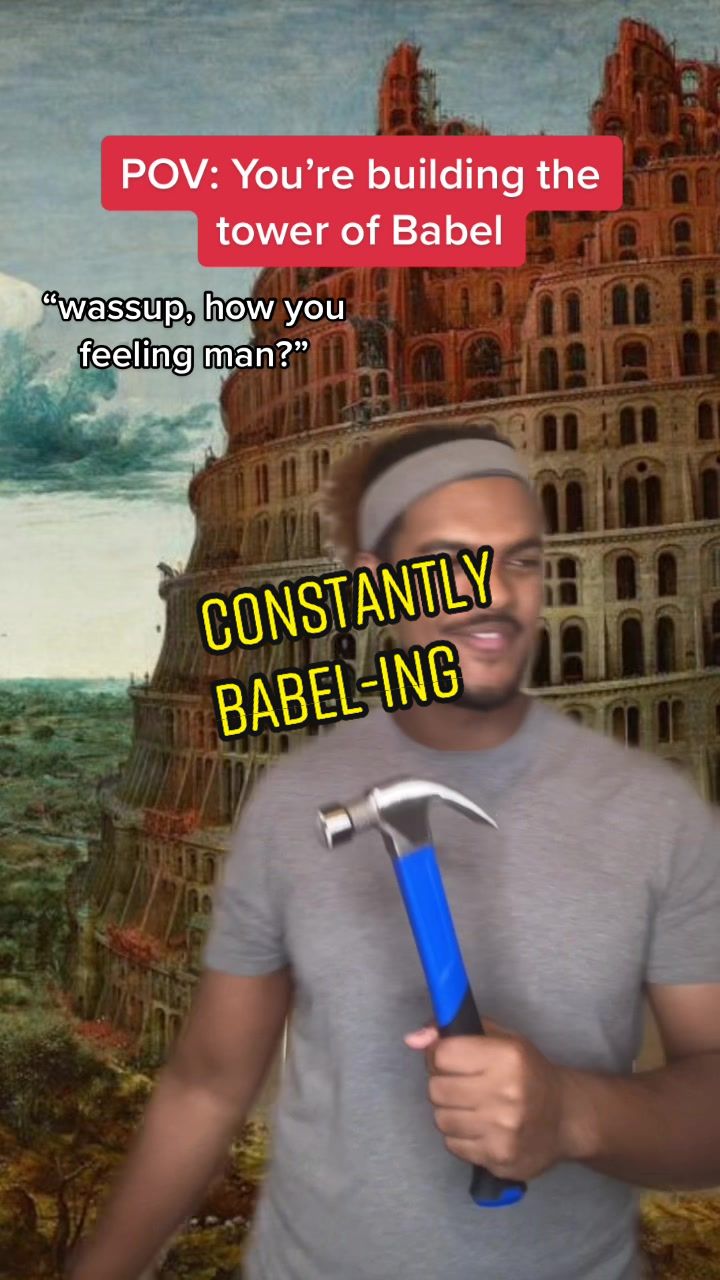 POV: You’re building the
tower of Babel
“wassup, how you
feeling man?”
CONSTANTLY
BABEL-ING